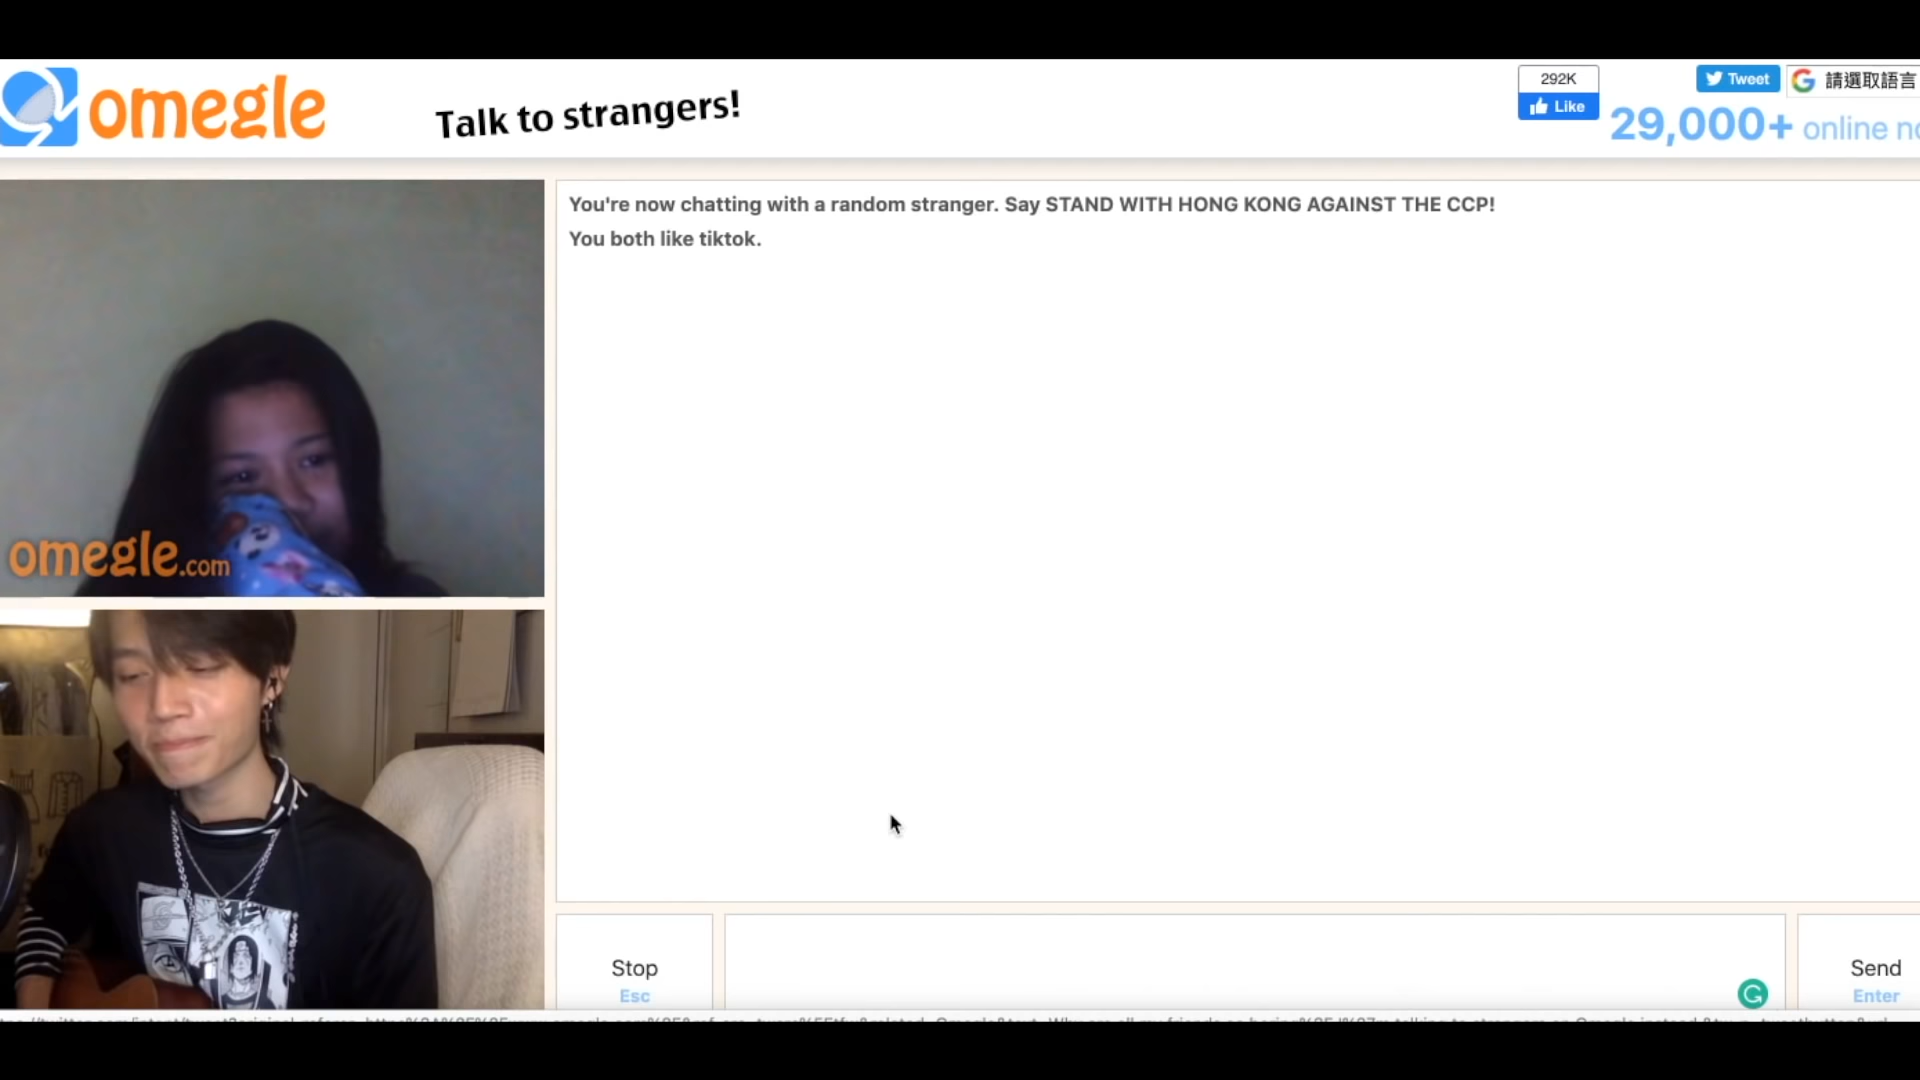 omegle
Talk to strangers!
292K
Like
Tweet
請選取語言
29,000+ online
You're now chatting with a random stranger. Say STAND WITH HONG KONG AGAINST THE CCP!
You both like tiktok.
omegle.com
Stop
Esc
Send
Enter